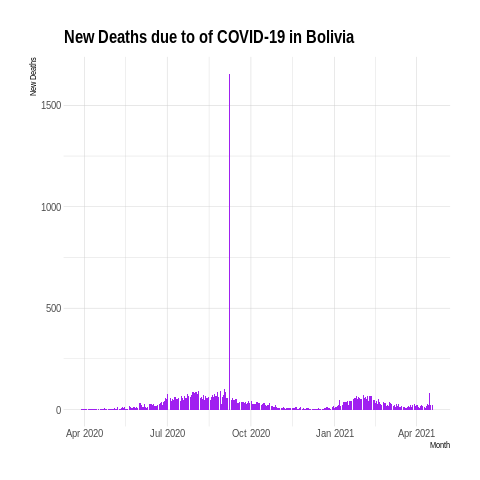 New Deaths due to of COVID-19 in Bolivia
New Deaths
1500
1000
500
0
Apr 2020 Jul 2020 Oct 2020 Jan 2021 Apr 2021
Month